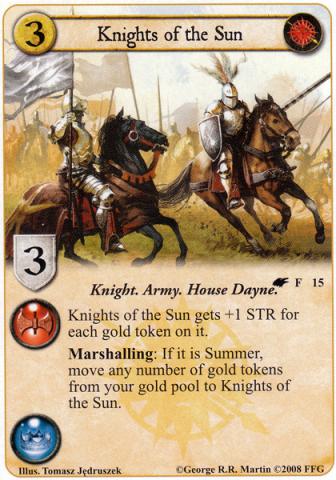 3
Knights of the Sun
3
Knight. Army. House Dayne.
F 15
Knights of the Sun gets +1 STR for
each gold token on it.
Marshalling: If it is Summer,
move any number of gold tokens
from your gold pool to Knights of
the Sun.
Illus. Tomasz Jędruszek
©George R.R. Martin ©2008 FFG